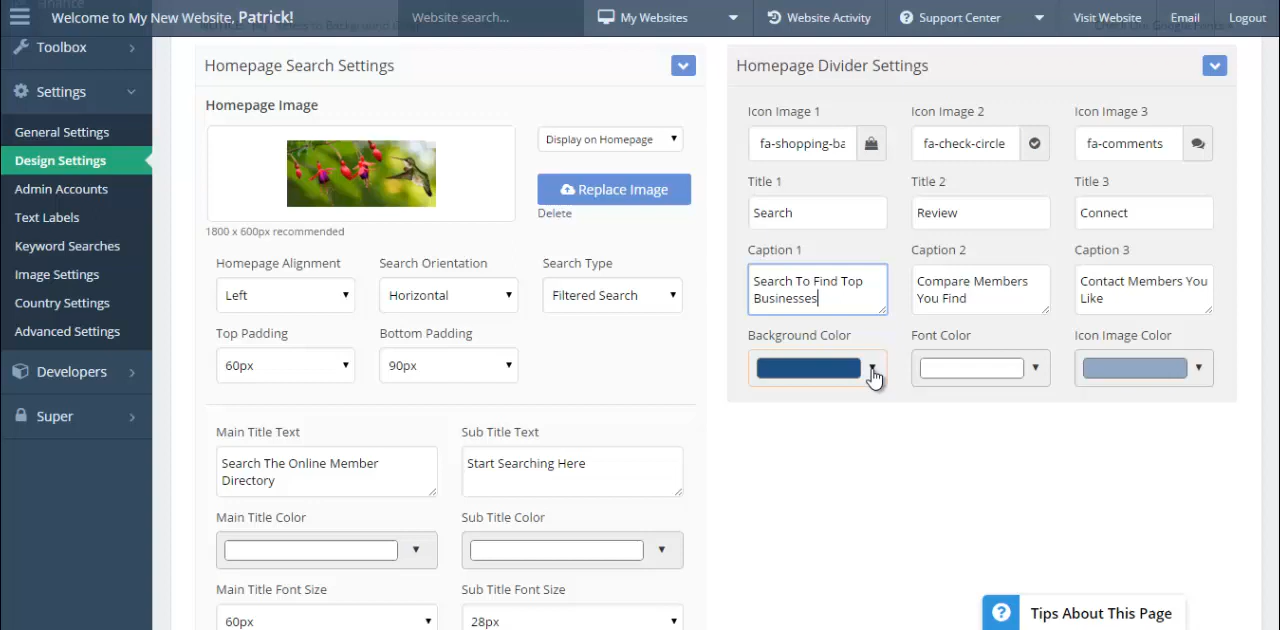 Welcome to My New Website, Patrick!
Website search...
My Websites
Website Activity
Support Center
Visit Website
Email
Logout
Toolbox
Settings
General Settings
Design Settings
Admin Accounts
Text Labels
Keyword Searches
Image Settings
Country Settings
Advanced Settings
Developers
Super
Homepage Search Settings
Homepage Image
Display on Homepage
Replace Image
Delete
1800 x 600px recommended
Homepage Alignment
Search Orientation
Search Type
Left
Horizontal
Filtered Search
Top Padding
Bottom Padding
60px
90px
Main Title Text
Sub Title Text
Search The Online Member
Directory
Start Searching Here
Main Title Color
Sub Title Color
Main Title Font Size
Sub Title Font Size
60px
28px
Homepage Divider Settings
Icon Image 1
Icon Image 2
Icon Image 3
fa-shopping-ba
fa-check-circle
fa-comments
Title 1
Title 2
Title 3
Search
Review
Connect
Caption 1
Caption 2
Caption 3
Search To Find Top
Businesses
Compare Members
You Find
Contact Members You
Like
Background Color
Font Color
Icon Image Color
Tips About This Page